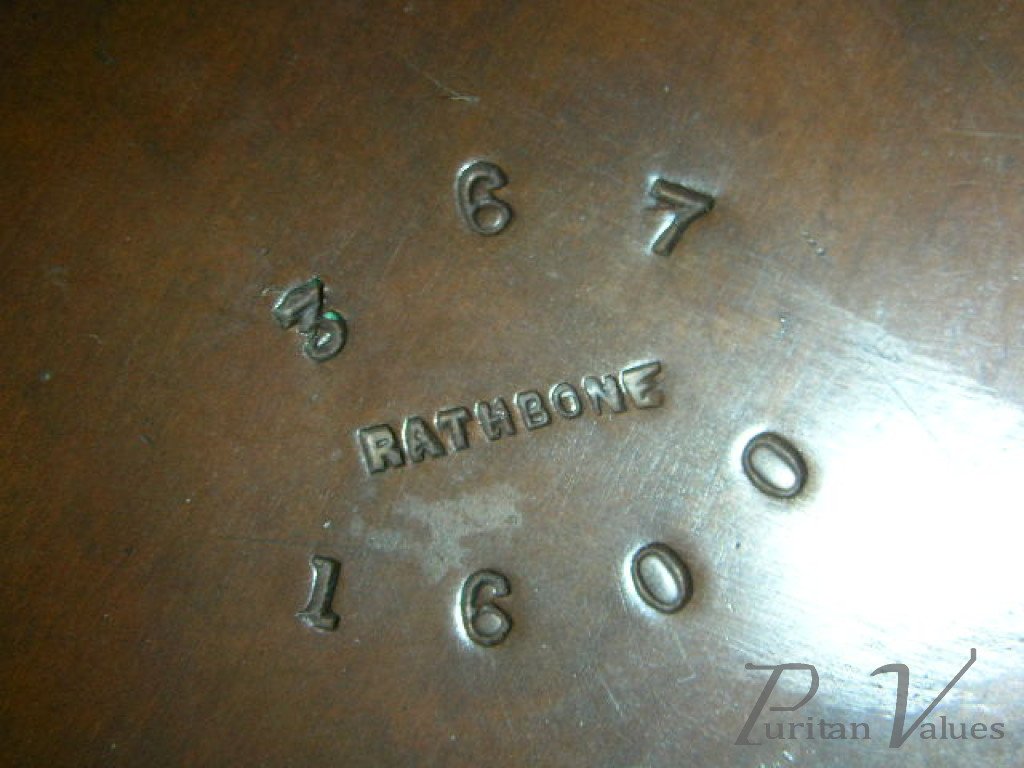 3 6 7
RATHBONE
0
1 6 0
Puritan Values